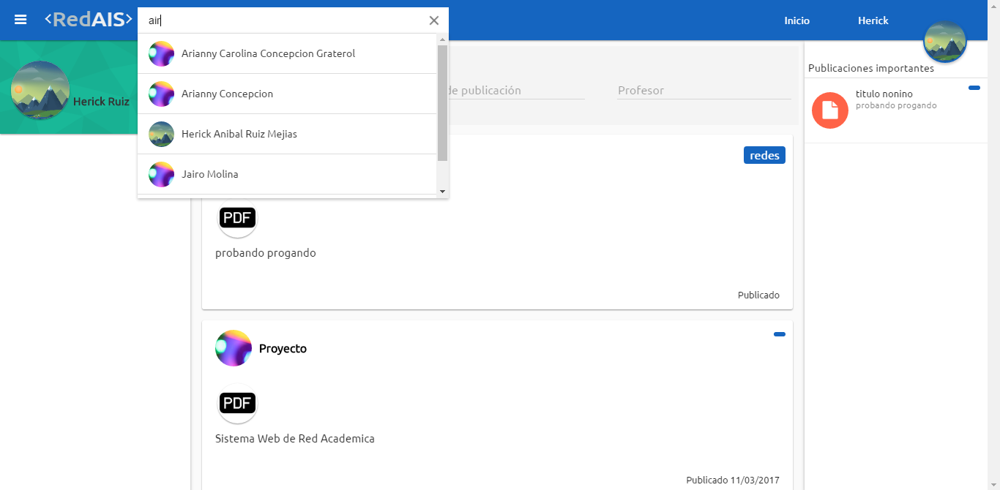 <RedAIS>
air
Inicio
Herick
Arianny Carolina Concepcion Graterol
Arianny Concepcion
Herick Anibal Ruiz Mejias
Jairo Molina
Herick Ruiz
de publicación
Profesor
redes
PDF
probando progando
Publicado
Proyecto
PDF
Sistema Web de Red Academica
Publicado 11/03/2017
Publicaciones importantes
titulo nonino
probando progando